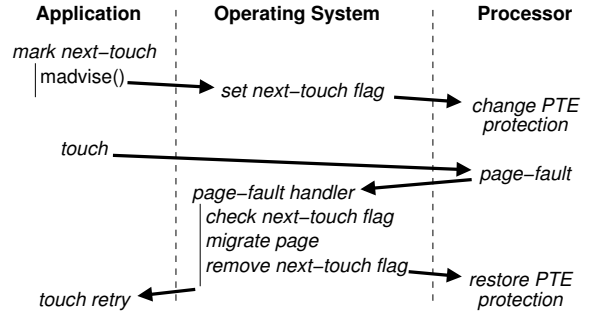 Application Operating System Processor
mark next−touch
madvise()
set next−touch flag
change PTE
protection
touch
page−fault
page−fault handler
check next−touch flag
migrate page
remove next−touch flag
restore PTE
protection
touch retry